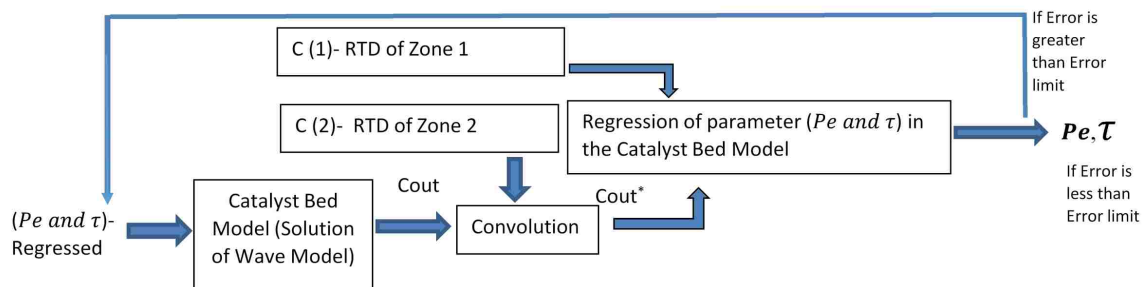 C (1)- RTD of Zone 1
If Error is
greater
than Error
limit
C (2)- RTD of Zone 2
Regression of parameter (Pe and τ) in
the Catalyst Bed Model
Pe, τ
If Error is
less than
Error limit
(Pe and τ)-
Regressed
Catalyst Bed
Model (Solution
of Wave Model)
Cout
Convolution
Cout*